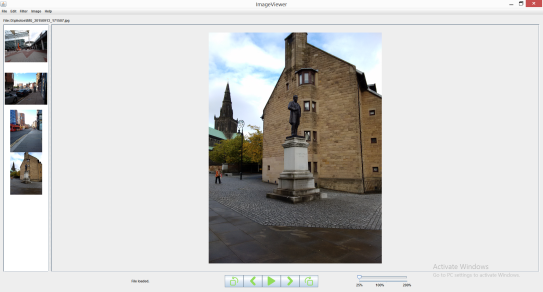 ImageViewer
File Edit Filter Image Help
File loaded.
25% 100% 200%
Activate Windows
Go to PC settings to activate Windows.